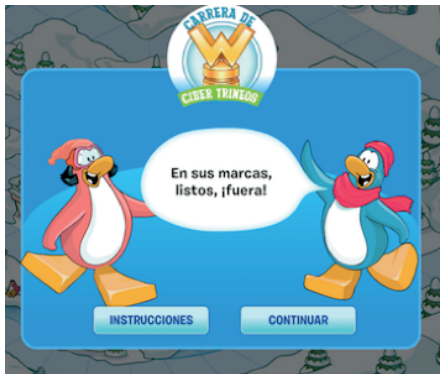 CARRERA DE
W
CIBER TRINEOS
En sus marcas,
listos, ¡fuera!
INSTRUCCIONES
CONTINUAR